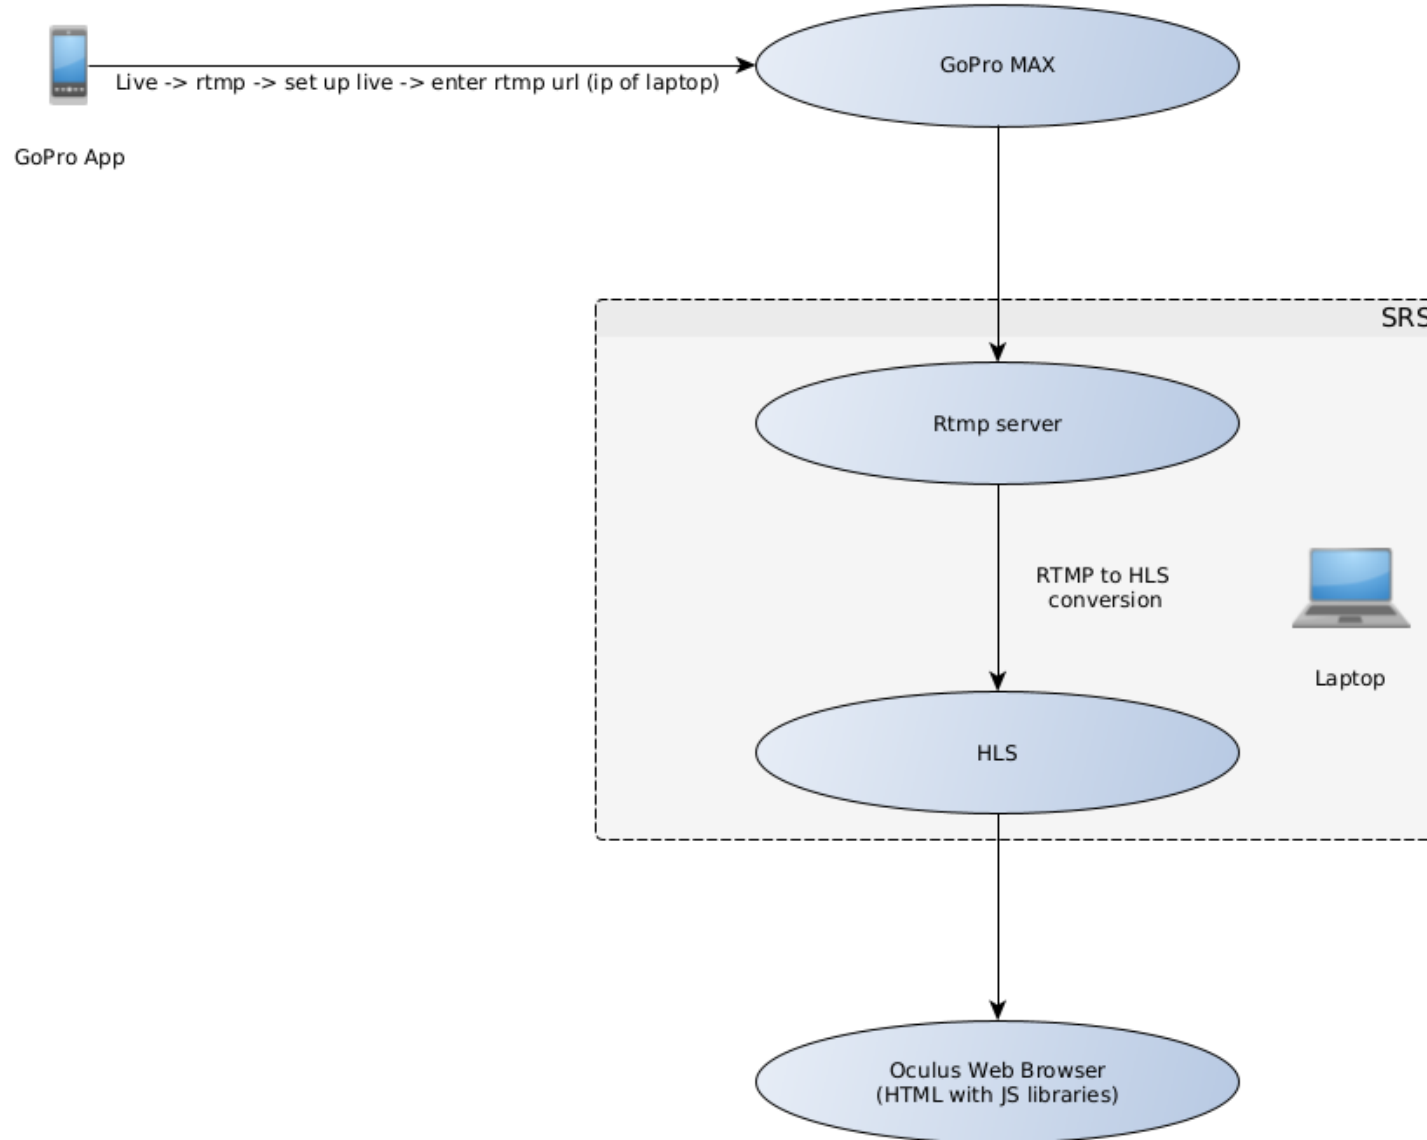 GoPro MAX
Live -> rtmp -> set up live -> enter rtmp url (ip of laptop)
GoPro App
SRS
Rtmp server
RTMP to HLS
conversion
Laptop
HLS
Oculus Web Browser
(HTML with JS libraries)